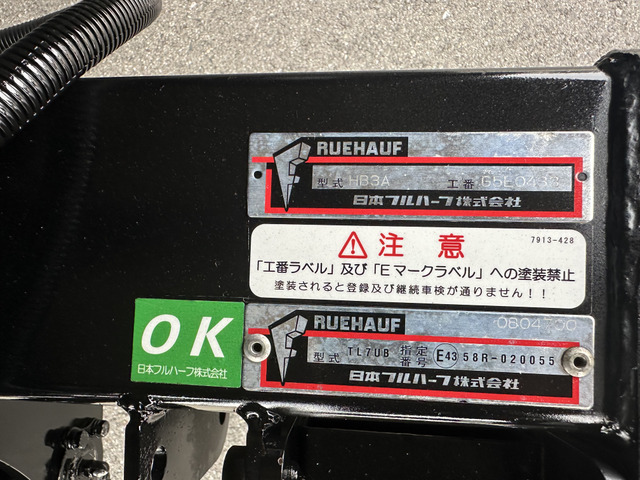 FRUEHAUF
型式 HB3A 工番
日本フルハーフ株式会社
注意
7913-428
「工番ラベル」及び「Eマークラベル」への塗装禁止
塗装されると登録及び継続車検が通りません！！
OK
日本フルハーフ株式会社
FRUEHAUF
型式 TL7UB 指定番号 E43 58R-020055
日本フルハーフ株式会社